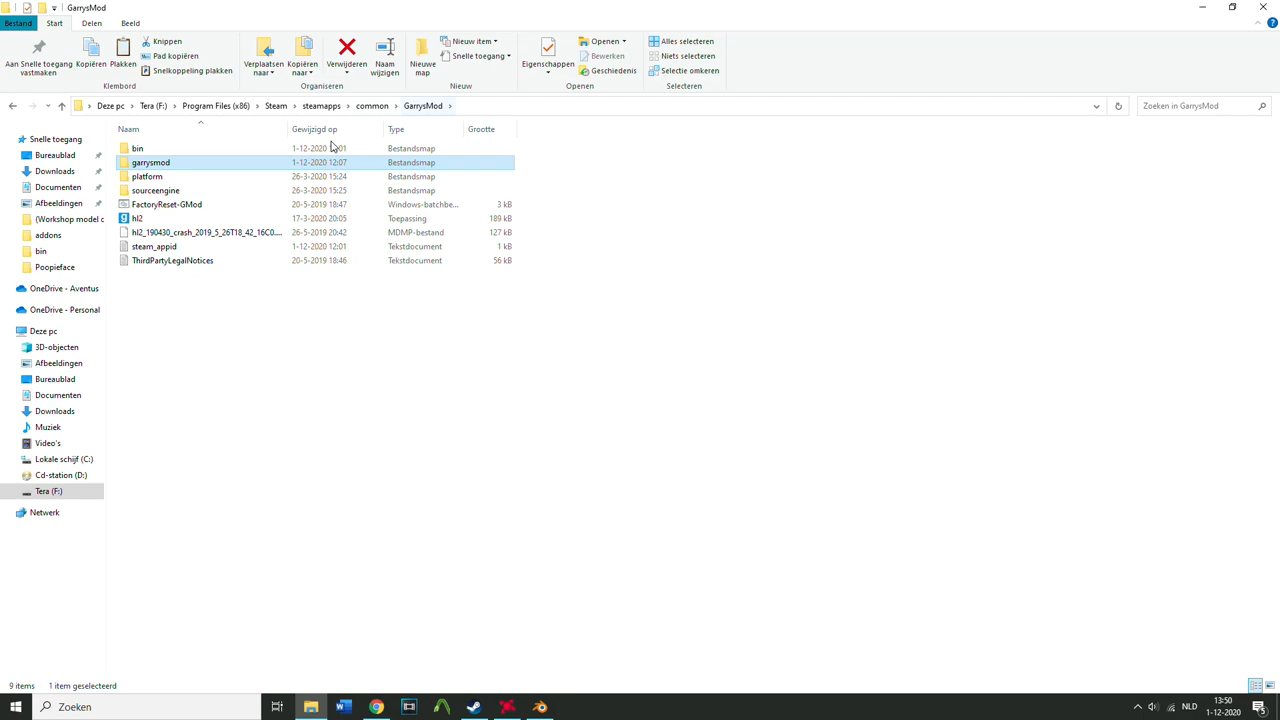 GarrysMod
Bestand Start Delen Beeld
Aan Snelle toegang vastmaken
Kopiëren
Plakken
Knippen
Pad kopiëren
Snelkoppeling plakken
Klembord
Verplaatsen naar
Kopiëren naar
Verwijderen
Naam wijzigen
Organiseren
Nieuwe map
Nieuw item
Snelle toegang
Nieuw
Eigenschappen
Openen
Bewerken
Geschiedenis
Openen
Alles selecteren
Niets selecteren
Selectie omkeren
Selecteren
Deze pc > Tera (F:) > Program Files (x86) > Steam > steamapps > common > GarrysMod >
Zoeken in GarrysMod
Naam Gewijzigd op Type Grootte
bin 1-12-2020 Bestandsmap
garrysmod 1-12-2020 12:07 Bestandsmap
platform 26-3-2020 15:24 Bestandsmap
sourceengine 26-3-2020 15:25 Bestandsmap
FactoryReset-GMod 20-5-2019 18:47 Windows-batchbe... 3 kB
hl2 17-3-2020 20:05 Toepassing 189 kB
hl2_190430_crash_2019_5_26T18_42_16C0.... 26-5-2019 20:42 MDMP-bestand 127 kB
steam_appid 1-12-2020 12:01 Tekstdocument 1 kB
ThirdPartyLegalNotices 20-5-2019 18:46 Tekstdocument 56 kB
Snelle toegang
Bureaublad
Downloads
Documenten
Afbeeldingen
(Workshop model c
addons
bin
Poopieface
OneDrive - Aventus
OneDrive - Personal
Deze pc
3D-objecten
Afbeeldingen
Bureaublad
Documenten
Downloads
Muziek
Video's
Lokale schijf (C:)
Cd-station (D:)
Tera (F:)
Netwerk
9 items 1 item geselecteerd
Zoeken
NLD
13:50
1-12-2020